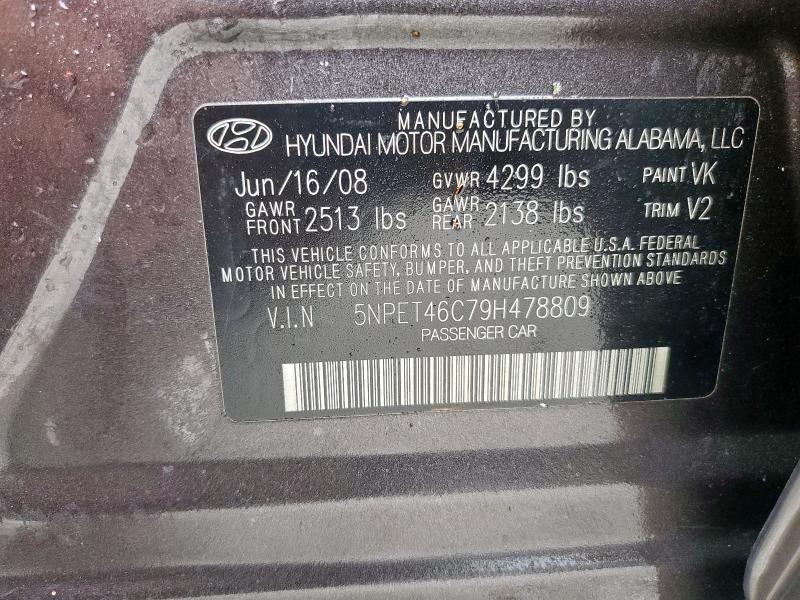 MANUFACTURED BY
HYUNDAI MOTOR MANUFACTURING ALABAMA, LLC
Jun/16/08 GVWR 4299 lbs PAINT VK
GAWR FRONT 2513 lbs GAWR REAR 2138 lbs TRIM V2
THIS VEHICLE CONFORMS TO ALL APPLICABLE U.S.A. FEDERAL
MOTOR VEHICLE SAFETY, BUMPER, AND THEFT PREVENTION STANDARDS
IN EFFECT ON THE DATE OF MANUFACTURE SHOWN ABOVE
V.I.N 5NPET46C79H478809
PASSENGER CAR